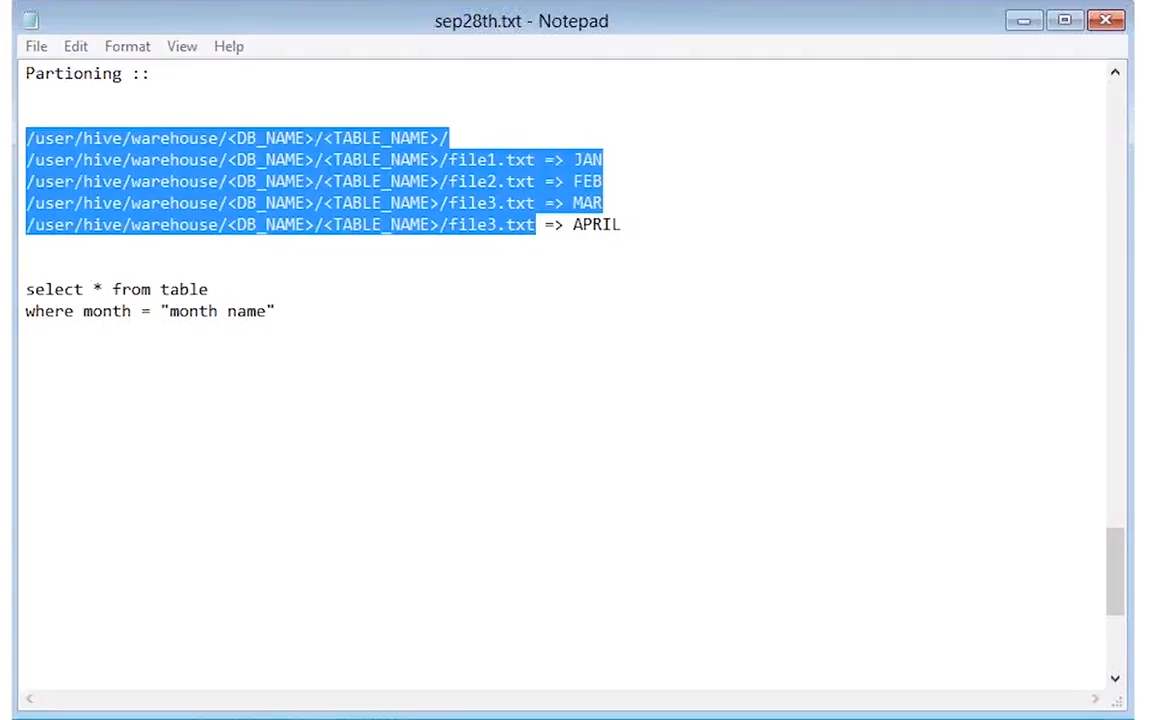 sep28th.txt - Notepad
File Edit Format View Help
Partioning ::
/user/hive/warehouse/<DB_NAME>/<TABLE_NAME>/
/user/hive/warehouse/<DB_NAME>/<TABLE_NAME>/file1.txt => JAN
/user/hive/warehouse/<DB_NAME>/<TABLE_NAME>/file2.txt => FEB
/user/hive/warehouse/<DB_NAME>/<TABLE_NAME>/file3.txt => MAR
/user/hive/warehouse/<DB_NAME>/<TABLE_NAME>/file3.txt => APRIL
select * from table
where month = "month name"